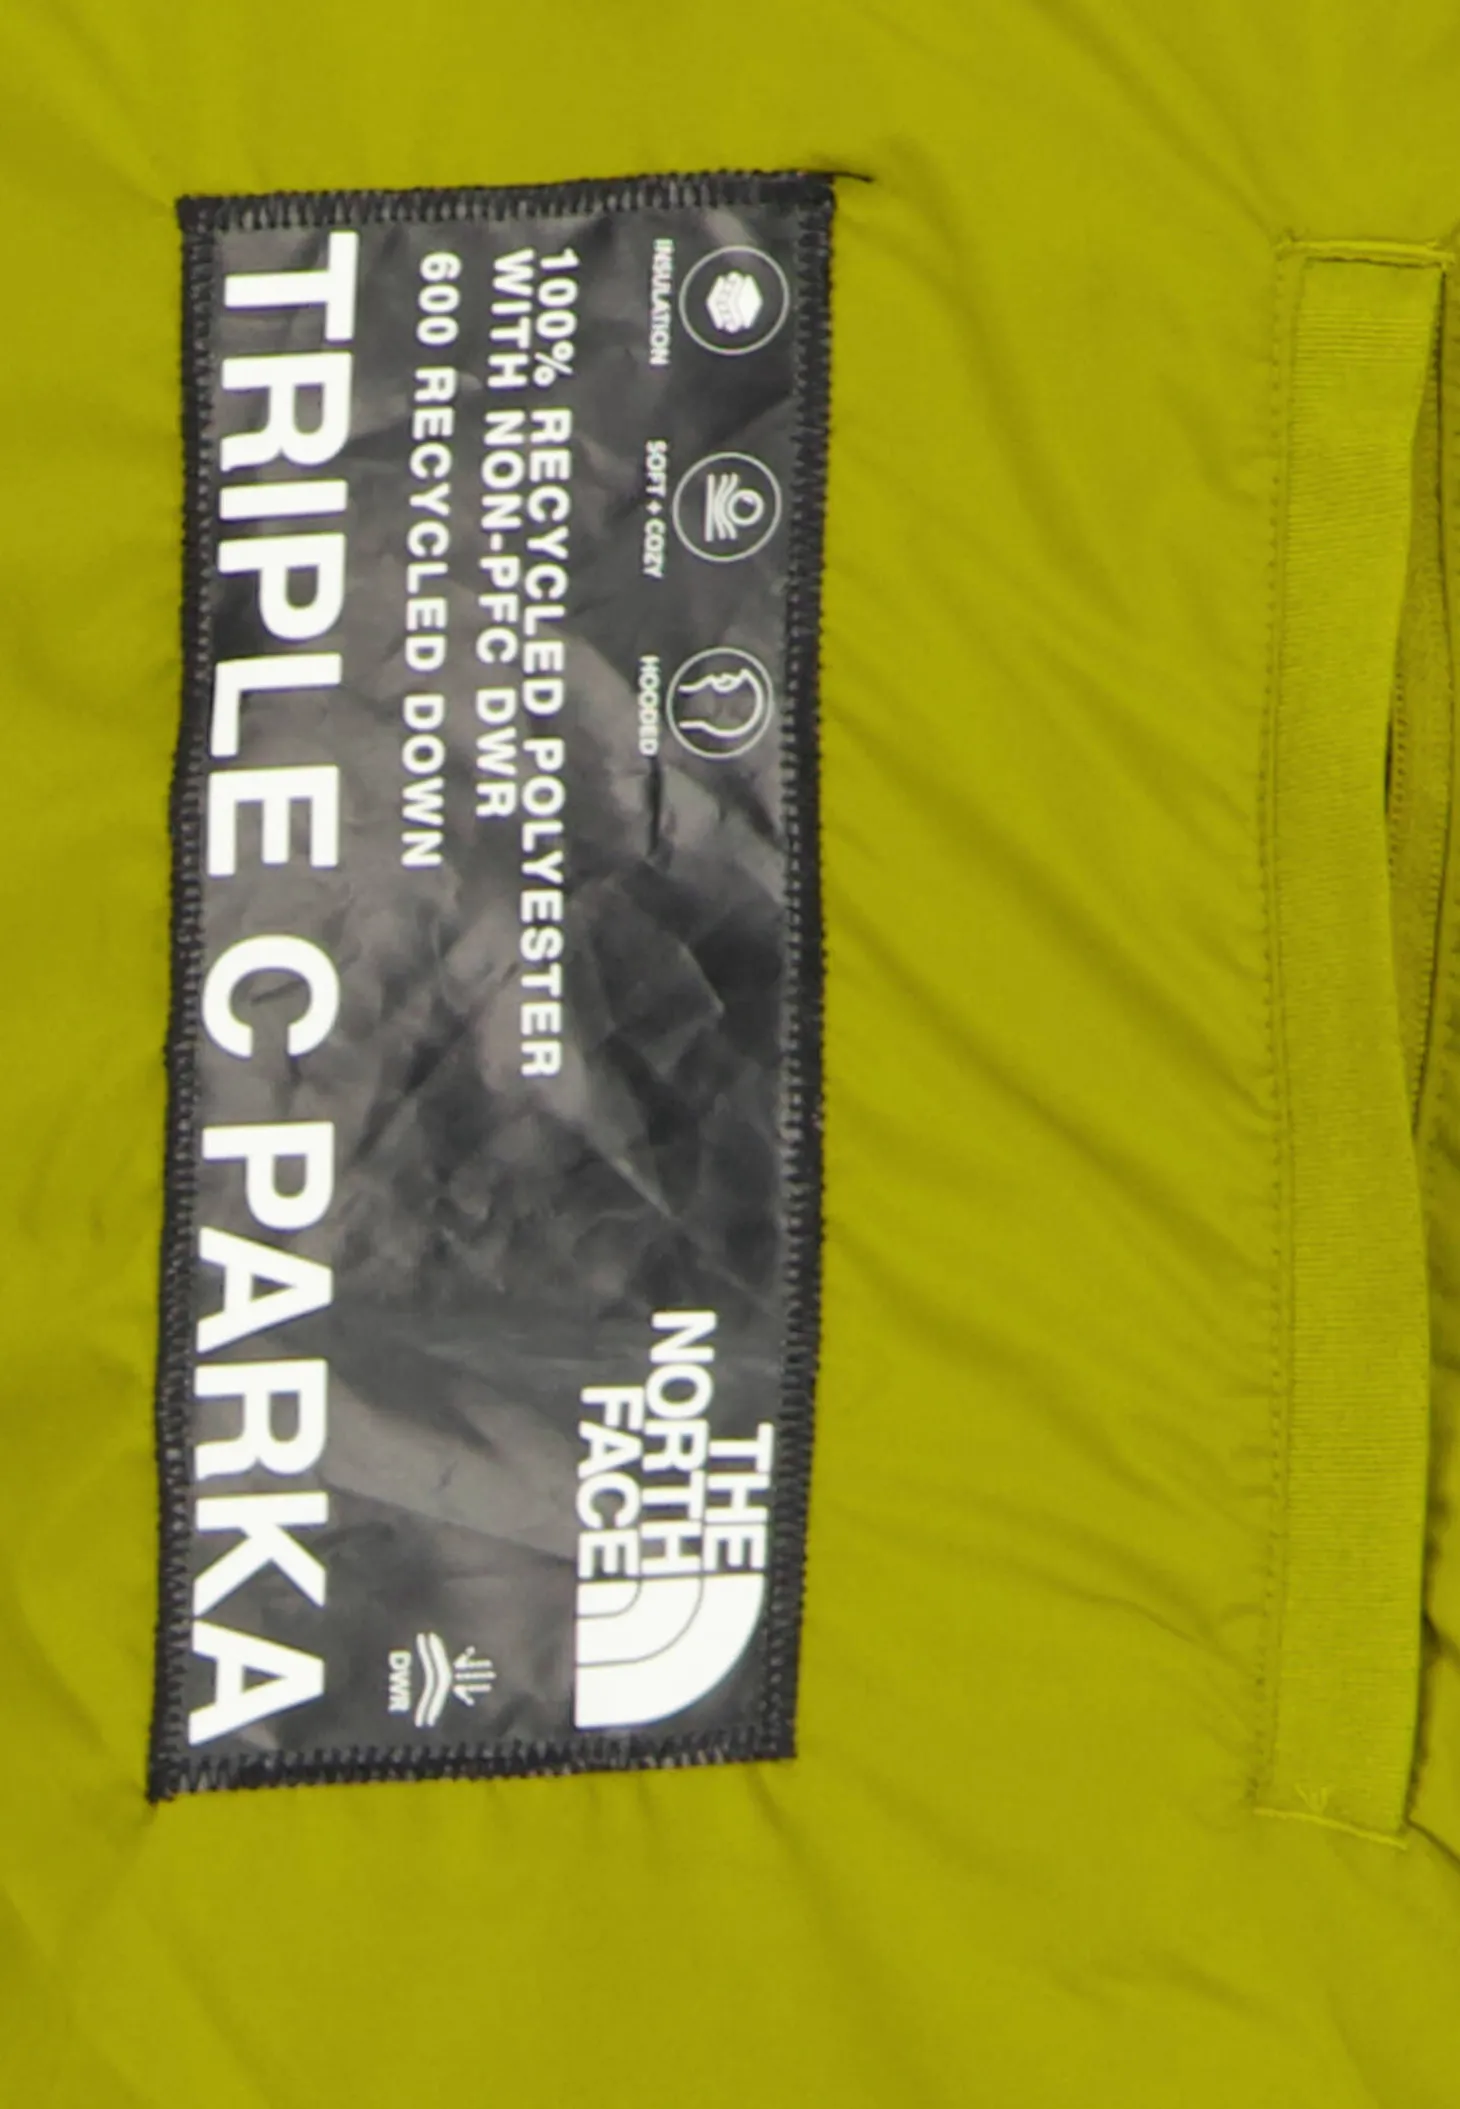 INSULATION
SOFT + COZY
HOODED
THE
NORTH
FACE
100% RECYCLED POLYESTER
WITH NON-PFC DWR
600 RECYCLED DOWN
DWR
TRIPLE C PARKA